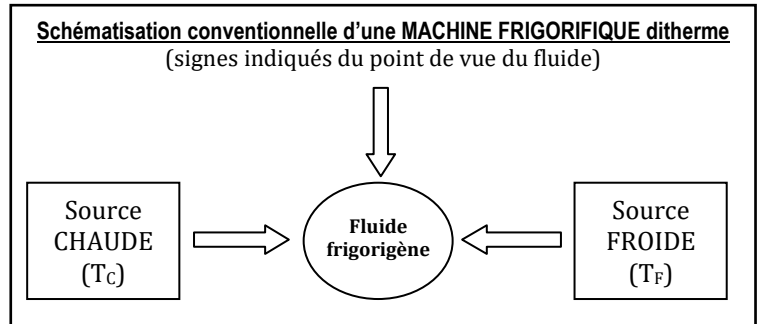 Schématisation conventionnelle d’une MACHINE FRIGORIFIQUE ditherme
(signes indiqués du point de vue du fluide)
Source
CHAUDE
(TC)
Fluide
frigorigène
Source
FROIDE
(TF)